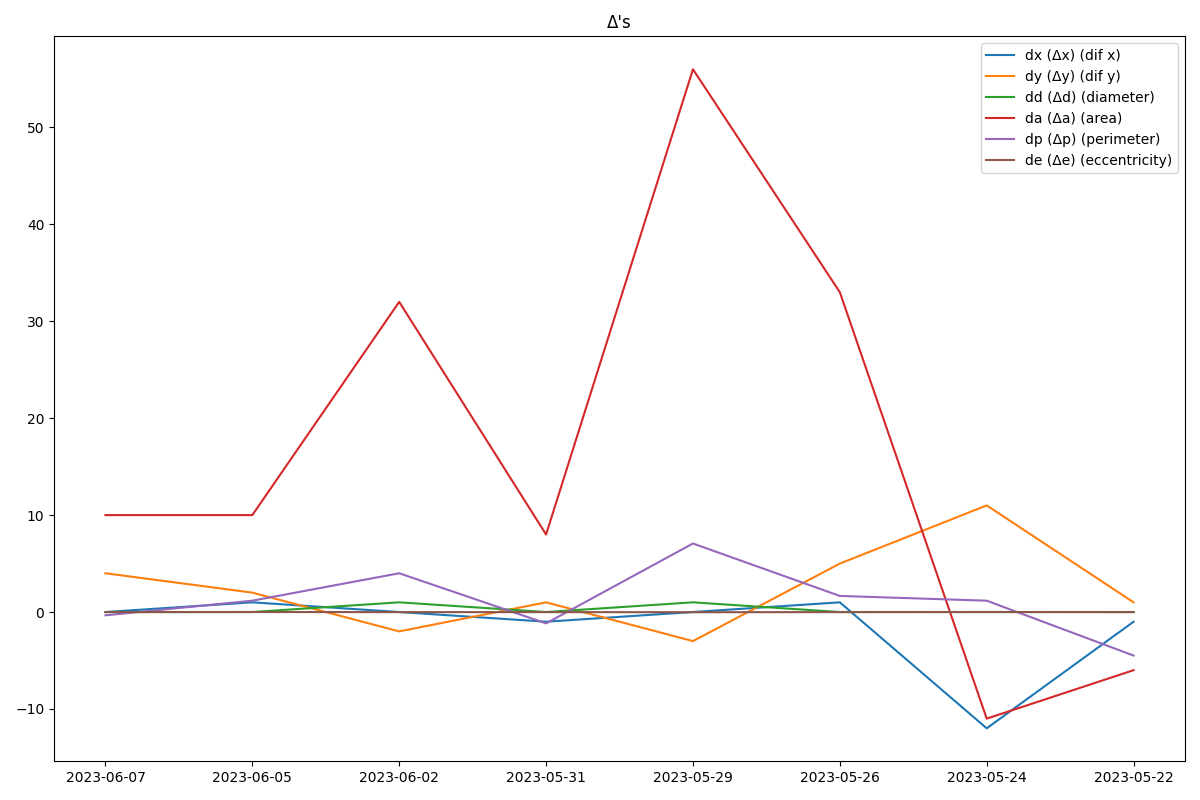 Δ's
dx (Δx) (dif x)
dy (Δy) (dif y)
dd (Δd) (diameter)
da (Δa) (area)
dp (Δp) (perimeter)
de (Δe) (eccentricity)
50
40
30
20
10
0
−10
2023-06-07 2023-06-05 2023-06-02 2023-05-31 2023-05-29 2023-05-26 2023-05-24 2023-05-22